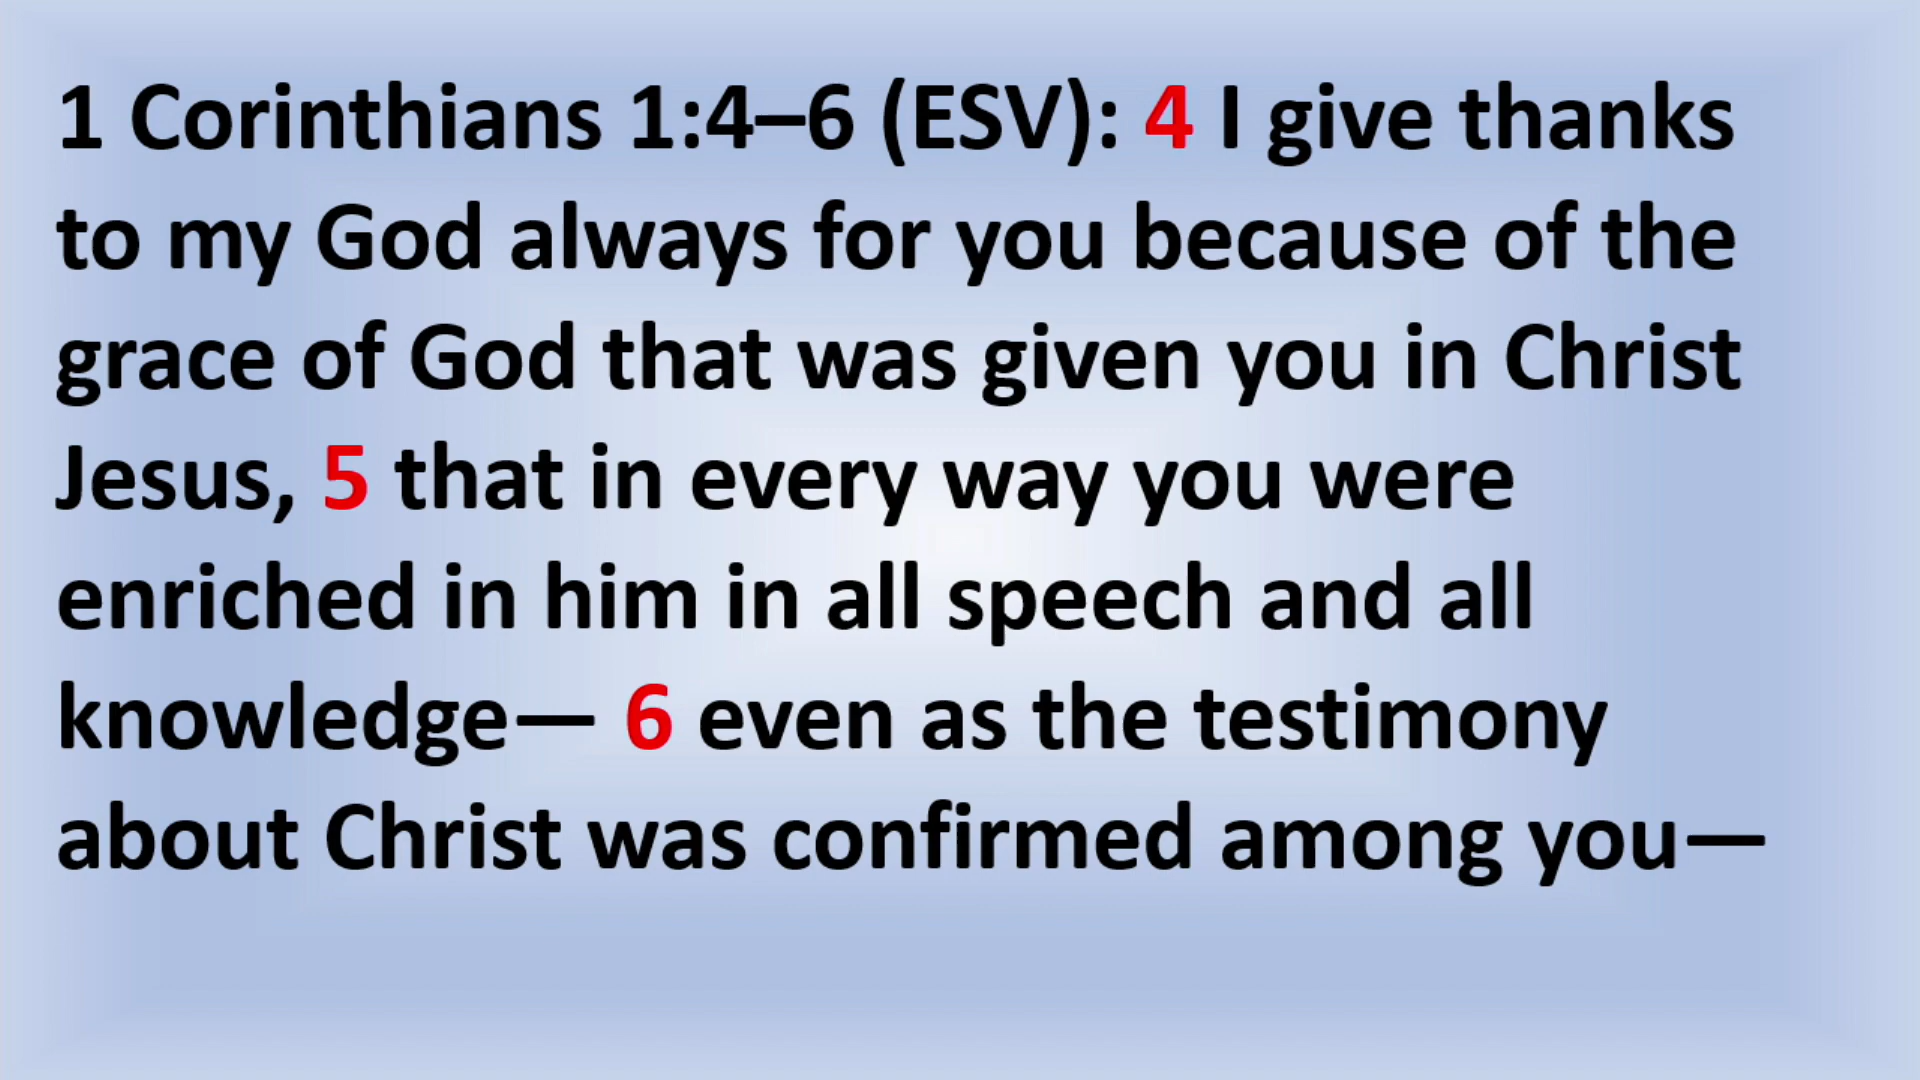 1 Corinthians 1:4–6 (ESV): 4 I give thanks
to my God always for you because of the
grace of God that was given you in Christ
Jesus, 5 that in every way you were
enriched in him in all speech and all
knowledge— 6 even as the testimony
about Christ was confirmed among you—